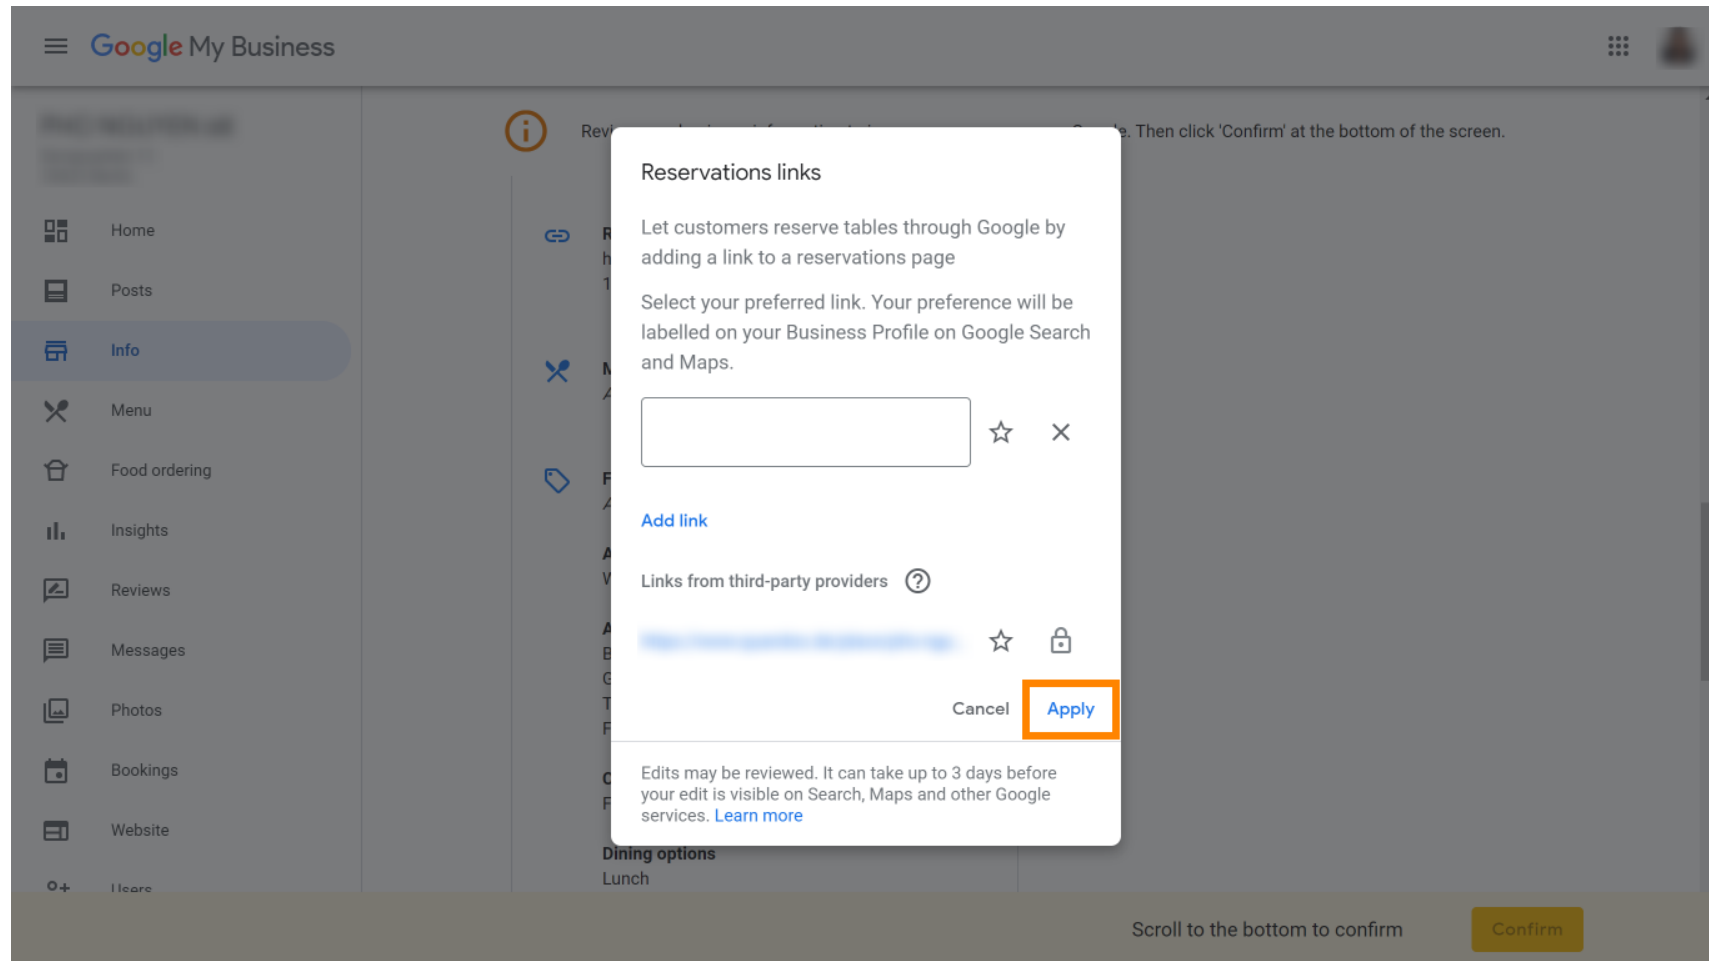 Google My Business
Google. Then click 'Confirm' at the bottom of the screen.
Reservations links
Let customers reserve tables through Google by
adding a link to a reservations page
Select your preferred link. Your preference will be
labelled on your Business Profile on Google Search
and Maps.
Add link
Links from third-party providers
Cancel
Apply
Edits may be reviewed. It can take up to 3 days before
your edit is visible on Search, Maps and other Google
services. Learn more
Home
Posts
Info
Menu
Food ordering
Insights
Reviews
Messages
Photos
Bookings
Website
Users
Dining options
Lunch
Scroll to the bottom to confirm
Confirm